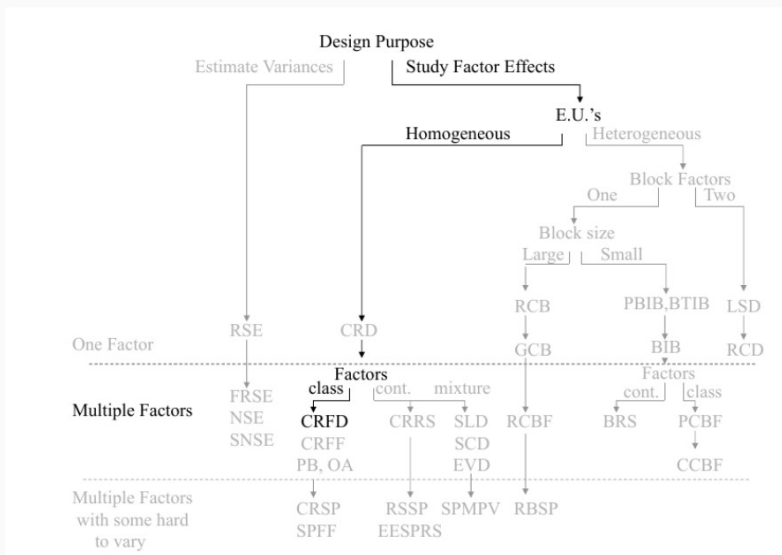 Design Purpose
Estimate Variances Study Factor Effects
E.U.'s
Homogeneous Heterogeneous
Block Factors
One Two
Block size
Large Small
RCB PBIB,BTIB LSD
RSE CRD
One Factor GCB BIB RCD
Factors Factors
class cont. mixture cont. class
FRSE
Multiple Factors NSE CRFD CRRS SLD RCBF BRS PCBF
SNSE CRFF SCD
PB, OA EVD CCBF
Multiple Factors
with some hard
to vary
CRSP RSSP SPMPV RBSP
SPFF EESPRS